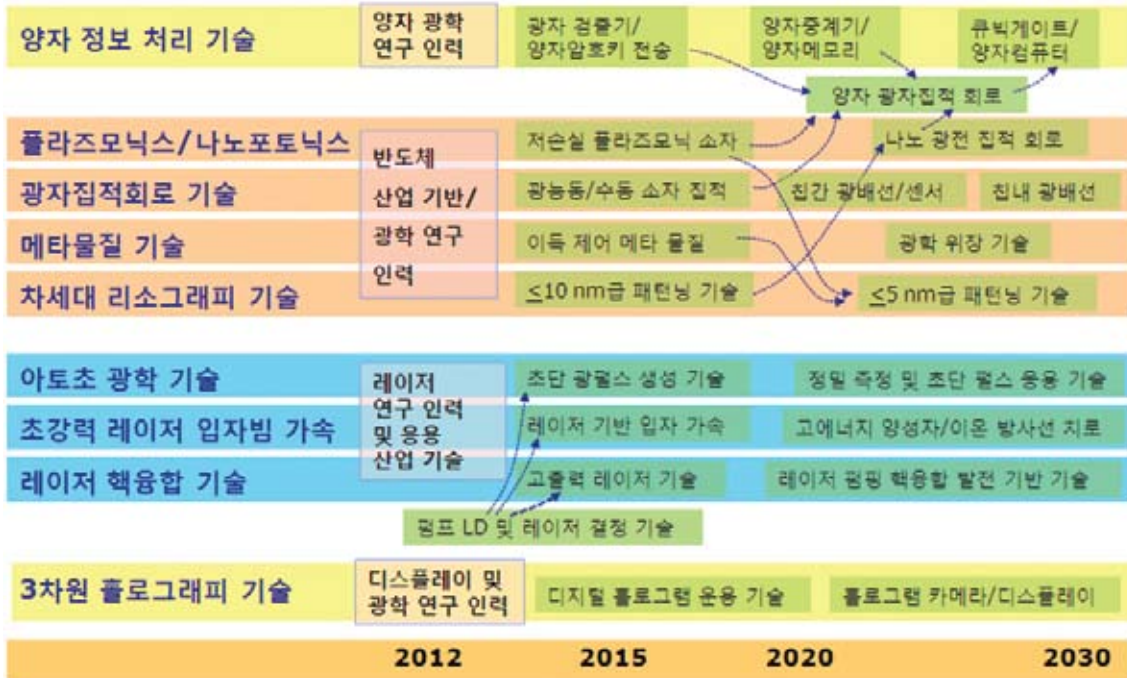 양자 정보 처리 기술
양자 광학
연구 인력
광자 검출기/
양자암호키 전송
양자중계기/
양자메모리
큐빅게이트/
양자컴퓨터
양자 광자집적 회로
플라즈모닉스/나노포토닉스
반도체
산업 기반/
광학 연구
인력
저손실 플라즈모닉 소자
나노 광전 집적 회로
광자집적회로 기술
광능동/수동 소자 집적
칩간 광배선/센서
칩내 광배선
메타물질 기술
이득 제어 메타 물질
광학 위장 기술
차세대 리소그래피 기술
≤10 nm급 패터닝 기술
≤5 nm급 패터닝 기술
아토초 광학 기술
레이저
연구 인력
및 응용
산업 기술
초단 광펄스 생성 기술
정밀 측정 및 초단 펄스 응용 기술
초강력 레이저 입자빔 가속
레이저 기반 입자 가속
고에너지 양성자/이온 방사선 치료
레이저 핵융합 기술
고출력 레이저 기술
레이저 펌핑 핵융합 발전 기반 기술
펌프 LD 및 레이저 결정 기술
3차원 홀로그래피 기술
디스플레이 및
광학 연구 인력
디지털 홀로그램 운용 기술
홀로그램 카메라/디스플레이
2012
2015
2020
2030